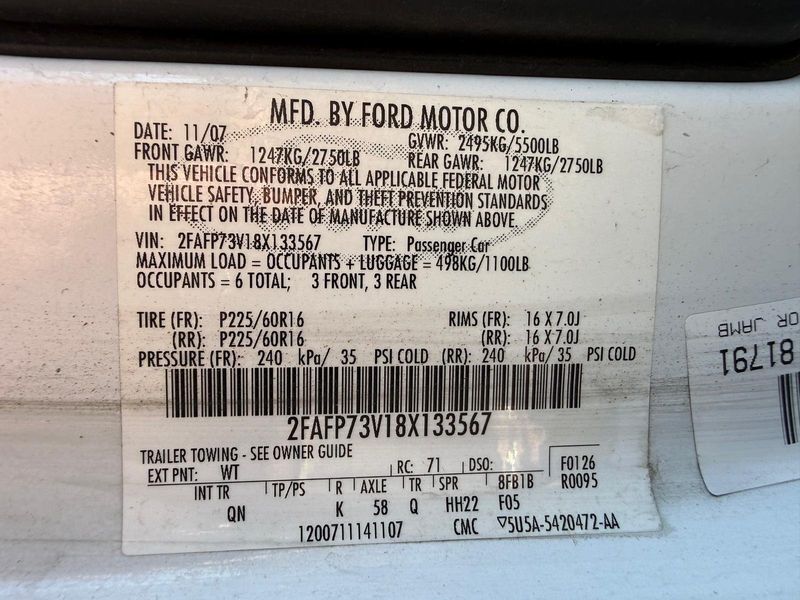 MFD. BY FORD MOTOR CO.
DATE: 11/07 GVWR: 2495KG/5500LB
FRONT GAWR: 1247KG/2750LB REAR GAWR: 1247KG/2750LB
THIS VEHICLE CONFORMS TO ALL APPLICABLE FEDERAL MOTOR
VEHICLE SAFETY, BUMPER, AND THEFT PREVENTION STANDARDS
IN EFFECT ON THE DATE OF MANUFACTURE SHOWN ABOVE.
VIN: 2FAFP73V18X133567 TYPE: Passenger Car
MAXIMUM LOAD = OCCUPANTS + LUGGAGE = 498KG/1100LB
OCCUPANTS = 6 TOTAL; 3 FRONT, 3 REAR
TIRE (FR): P225/60R16 RIMS (FR): 16 X 7.0J
(RR): P225/60R16 (RR): 16 X 7.0J
PRESSURE (FR): 240 kPa/ 35 PSI COLD (RR): 240 kPa/ 35 PSI COLD
2FAFP73V18X133567
TRAILER TOWING - SEE OWNER GUIDE
EXT PNT: WT RC: 71 DSO: F0126
INT TR TP/PS R AXLE TR SPR 8FB1B R0095
QN K 58 Q HH22 F05
1200711141107 CMC ▽5U5A-5420472-AA
OR JAMB
81791